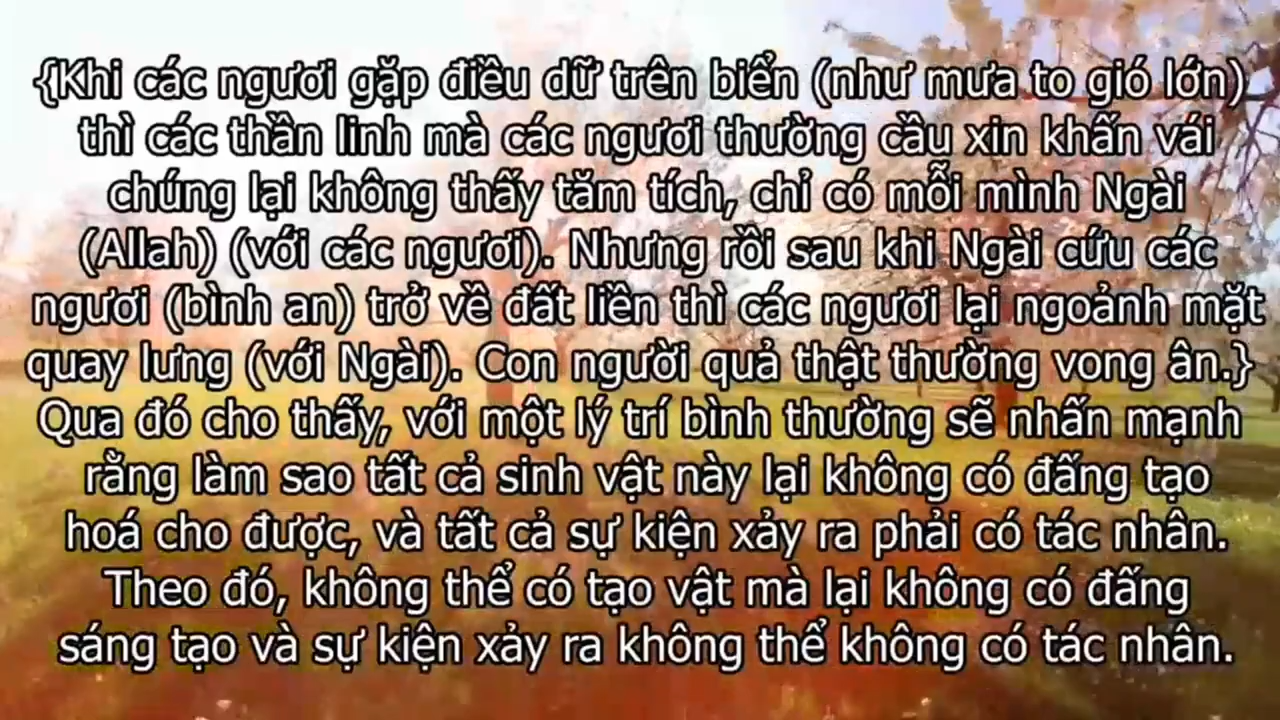 {Khi các ngươi gặp điều dữ trên biển (như mưa to gió lớn)
thì các thần linh mà các ngươi thường cầu xin khấn vái
chúng lại không thấy tăm tích, chỉ có mỗi mình Ngài
(Allah) (với các ngươi). Nhưng rồi sau khi Ngài cứu các
ngươi (bình an) trở về đất liền thì các ngươi lại ngoảnh mặt
quay lưng (với Ngài). Con người quả thật thường vong ân.}
Qua đó cho thấy, với một lý trí bình thường sẽ nhấn mạnh
rằng làm sao tất cả sinh vật này lại không có đấng tạo
hoá cho được, và tất cả sự kiện xảy ra phải có tác nhân.
Theo đó, không thể có tạo vật mà lại không có đấng
sáng tạo và sự kiện xảy ra không thể không có tác nhân.